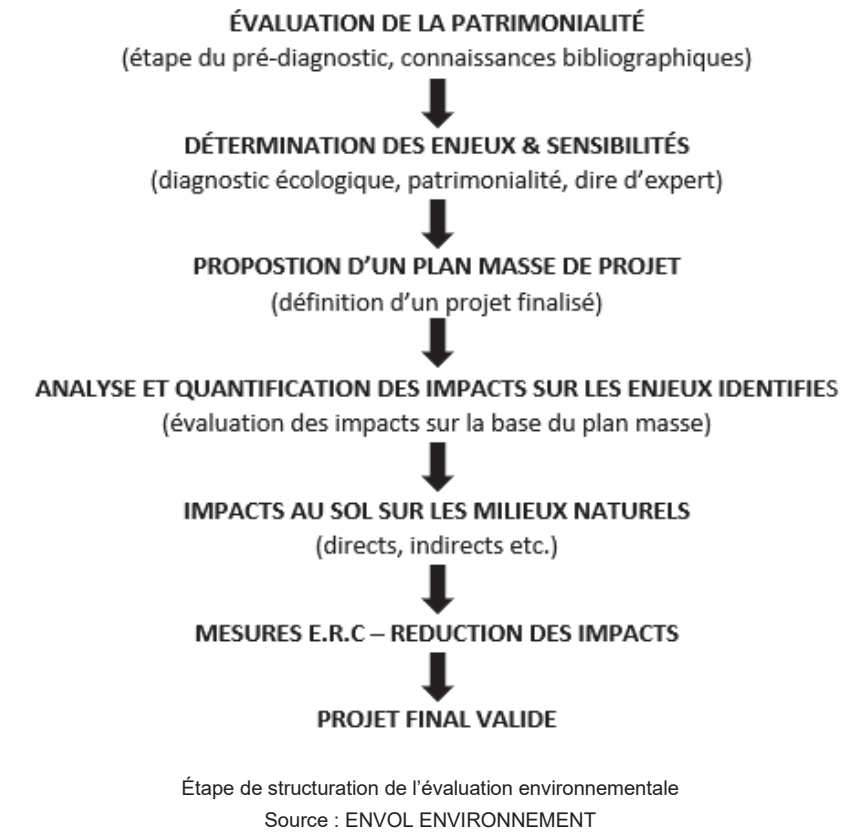 ÉVALUATION DE LA PATRIMONIALITÉ
(étape du pré-diagnostic, connaissances bibliographiques)
DÉTERMINATION DES ENJEUX & SENSIBILITÉS
(diagnostic écologique, patrimonialité, dire d'expert)
PROPOSTION D'UN PLAN MASSE DE PROJET
(définition d'un projet finalisé)
ANALYSE ET QUANTIFICATION DES IMPACTS SUR LES ENJEUX IDENTIFIES
(évaluation des impacts sur la base du plan masse)
IMPACTS AU SOL SUR LES MILIEUX NATURELS
(directs, indirects etc.)
MESURES E.R.C – REDUCTION DES IMPACTS
PROJET FINAL VALIDE
Étape de structuration de l'évaluation environnementale
Source : ENVOL ENVIRONNEMENT